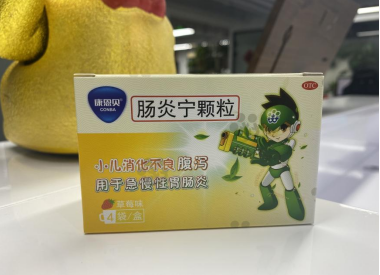 康恩贝
CONBA
肠炎宁颗粒
OTC
小儿消化不良 腹泻
用于急慢性胃肠炎
草莓味
4袋/盒